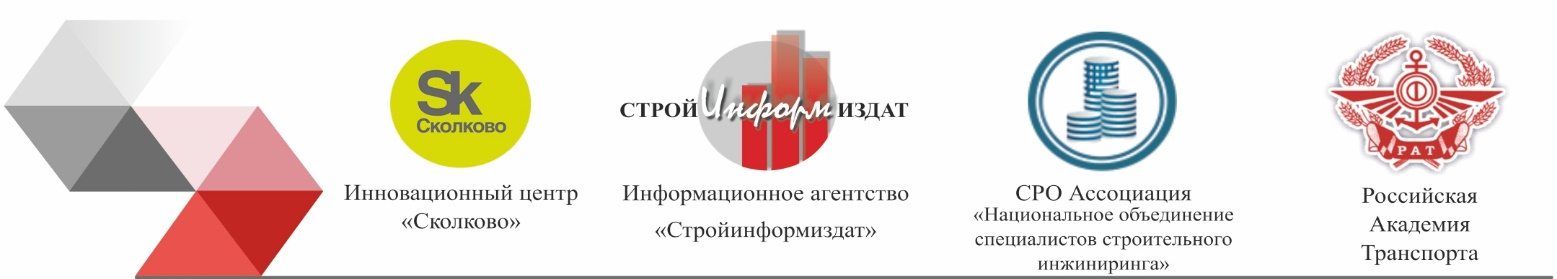 Sk
Сколково
Инновационный центр
«Сколково»
СТРОЙ Информ ИЗДАТ
Информационное агентство
«Стройинформиздат»
СРО Ассоциация
«Национальное объединение
специалистов строительного
инжиниринга»
РАТ
Российская
Академия
Транспорта